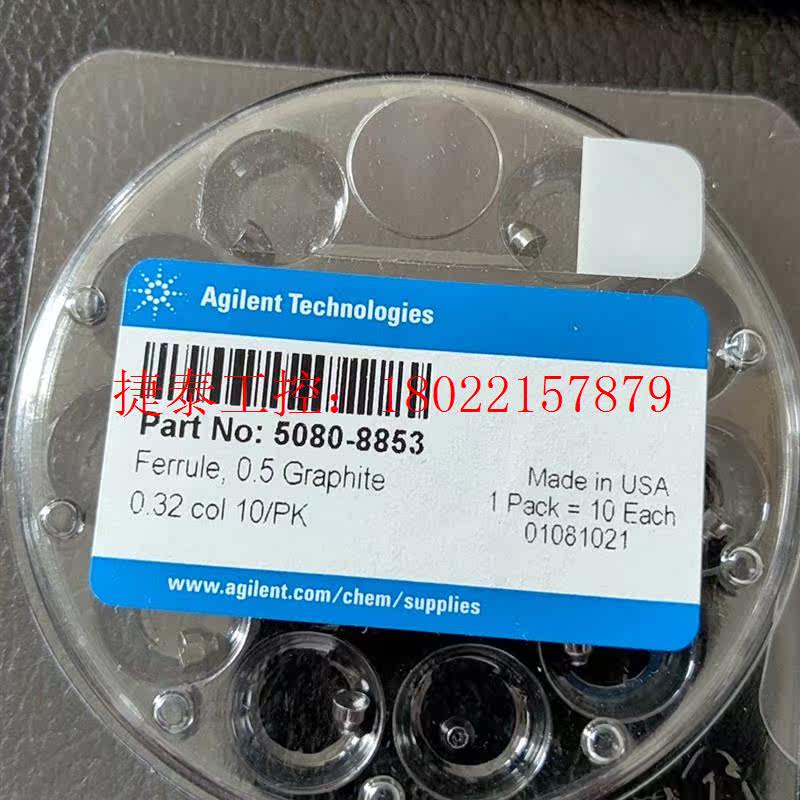 Agilent Technologies
捷泰工控：18022157879
Part No: 5080-8853
Ferrule, 0.5 Graphite
0.32 col 10/PK
Made in USA
1 Pack = 10 Each
01081021
www.agilent.com/chem/supplies